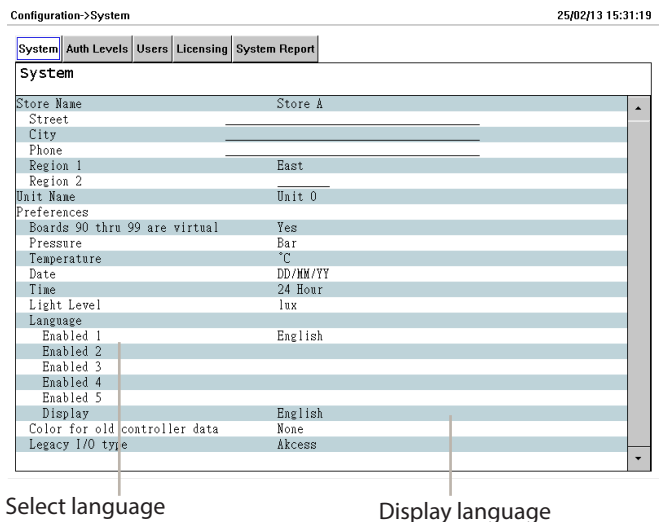 Configuration->System 25/02/13 15:31:19
System Auth Levels Users Licensing System Report
System
Store Name Store A
Street
City
Phone
Region 1 East
Region 2
Unit Name Unit 0
Preferences
Boards 90 thru 99 are virtual Yes
Pressure Bar
Temperature °C
Date DD/MM/YY
Time 24 Hour
Light Level lux
Language
Enabled 1 English
Enabled 2
Enabled 3
Enabled 4
Enabled 5
Display English
Color for old controller data None
Legacy I/O type Akcess
Select language Display language